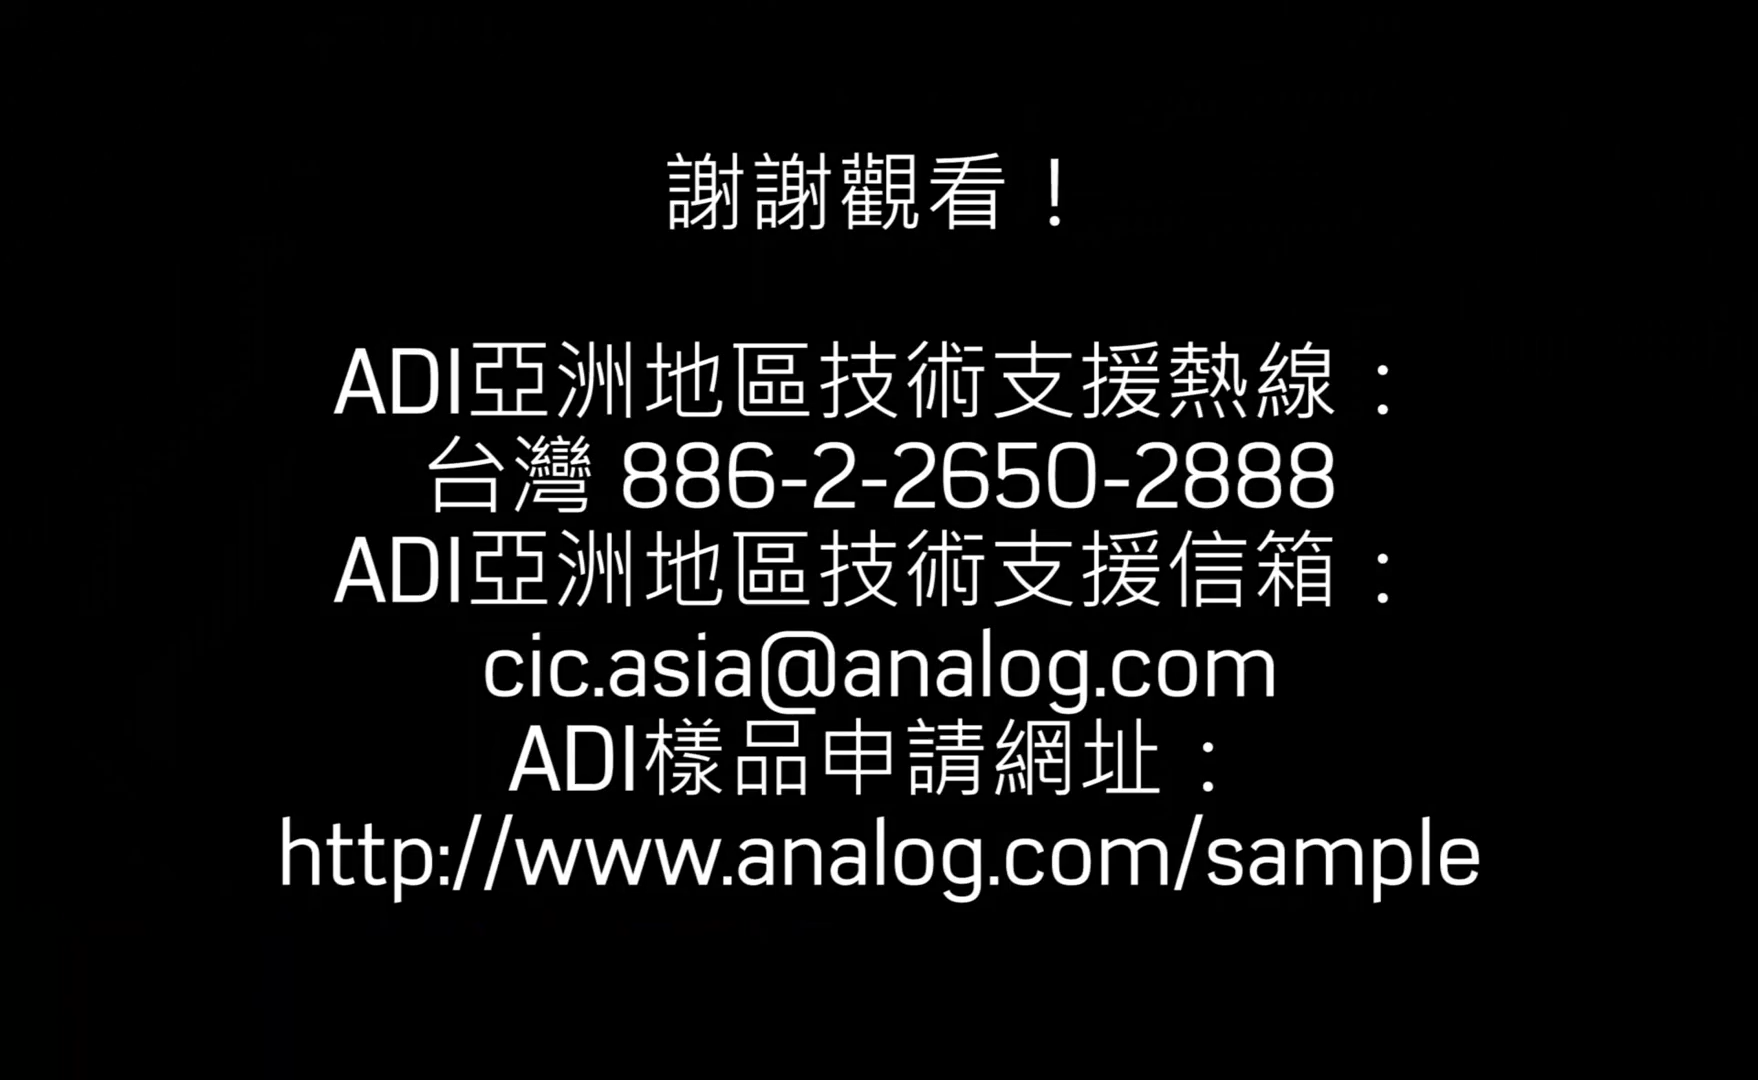 謝謝觀看！
ADI亞洲地區技術支援熱線：
台灣 886-2-2650-2888
ADI亞洲地區技術支援信箱：
cic.asia@analog.com
ADI樣品申請網址：
http://www.analog.com/sample